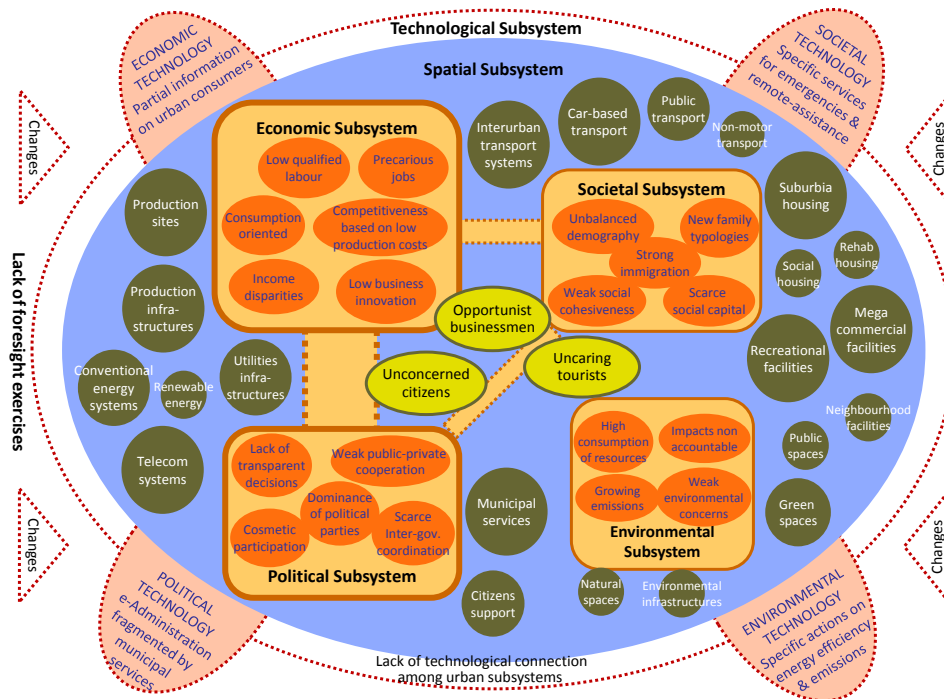 Technological Subsystem
Spatial Subsystem
ECONOMIC
TECHNOLOGY
Partial information
on urban consumers
SOCIETAL
TECHNOLOGY
Specific services
for emergencies &
remote-assistance
Changes
Changes
Lack of foresight exercises
Changes
Changes
Economic Subsystem
Low qualified
labour
Precarious
jobs
Consumption
oriented
Competitiveness
based on low
production costs
Income
disparities
Low business
innovation
Interurban
transport
systems
Car-based
transport
Public
transport
Non-motor
transport
Societal Subsystem
Unbalanced
demography
New family
typologies
Strong
immigration
Weak social
cohesiveness
Scarce
social capital
Suburbia
housing
Social
housing
Rehab
housing
Mega
commercial
facilities
Recreational
facilities
Neighbourhood
facilities
Public
spaces
Green
spaces
Production
sites
Production
infra-
structures
Conventional
energy
systems
Renewable
energy
Utilities
infra-
structures
Telecom
systems
Opportunist
businessmen
Unconcerned
citizens
Uncaring
tourists
Lack of
transparent
decisions
Weak public-private
cooperation
Dominance
of political
parties
Cosmetic
participation
Scarce
Inter-gov.
coordination
Political Subsystem
Municipal
services
Citizens
support
High
consumption
of resources
Impacts non
accountable
Growing
emissions
Weak
environmental
concerns
Environmental
Subsystem
Natural
spaces
Environmental
infrastructures
POLITICAL
TECHNOLOGY
e-Administration
fragmented by
municipal
services
ENVIRONMENTAL
TECHNOLOGY
Specific actions on
energy efficiency
& emissions
Lack of technological connection
among urban subsystems